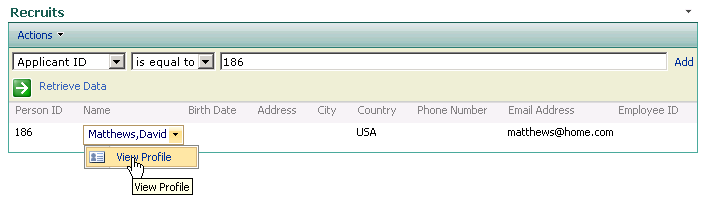 Recruits
Actions
Applicant ID is equal to 186 Add
Retrieve Data
Person ID Name Birth Date Address City Country Phone Number Email Address Employee ID
186 Matthews,David USA matthews@home.com
View Profile
View Profile